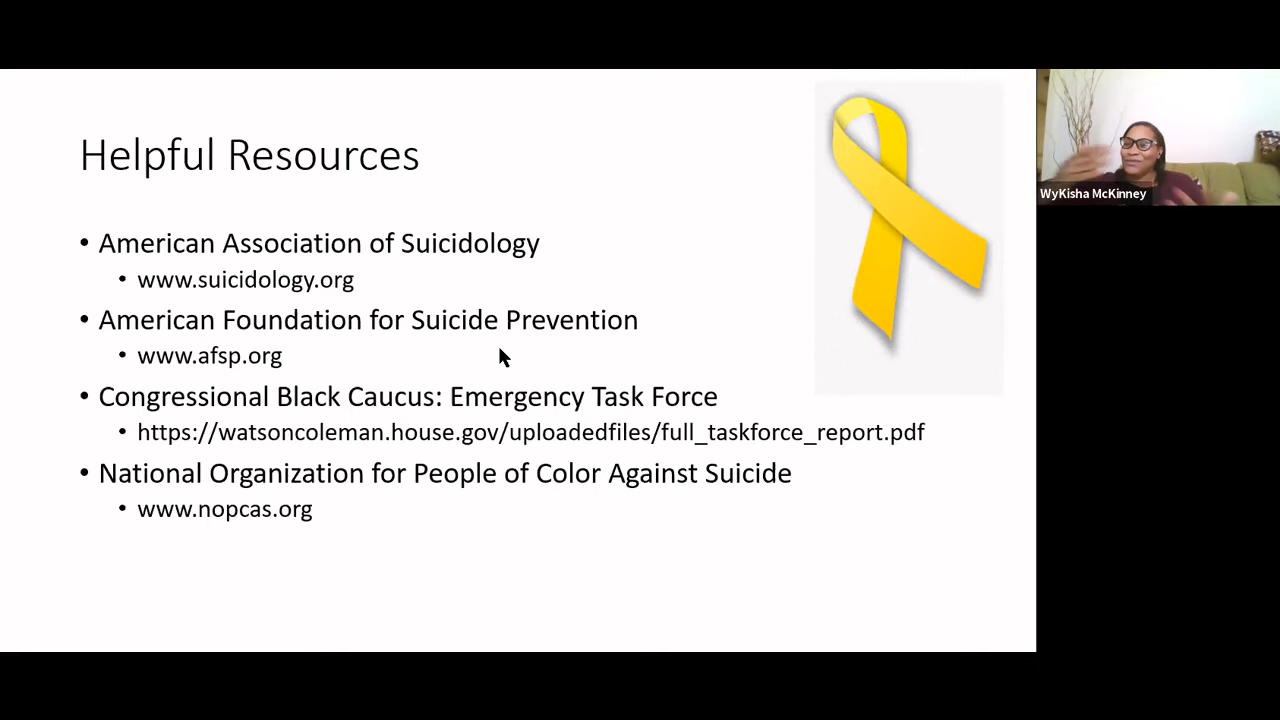 Helpful Resources
• American Association of Suicidology
• www.suicidology.org
• American Foundation for Suicide Prevention
• www.afsp.org
• Congressional Black Caucus: Emergency Task Force
• https://watsoncoleman.house.gov/uploadedfiles/full_taskforce_report.pdf
• National Organization for People of Color Against Suicide
• www.nopcas.org
WyKisha McKinney